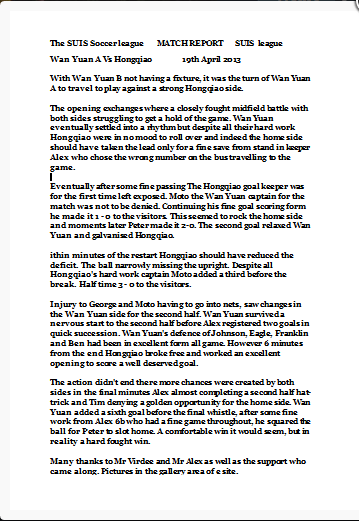 The SUIS Soccer league MATCH REPORT SUIS league
Wan Yuan A Vs Hongqiao 19th April 2013
With Wan Yuan B not having a fixture, it was the turn of Wan Yuan
A to travel to play against a strong Hongqiao side.
The opening exchanges where a closely fought midfield battle with
both sides struggling to get a hold of the game. Wan Yuan
eventually settled into a rhythm but despite all their hard work
Hongqiao were in no mood to roll over and indeed the home side
should have taken the lead only for a fine save from stand in keeper
Alex who chose the wrong number on the bus travelling to the
game.
Eventually after some fine passing The Hongqiao goal keeper was
for the first time left exposed. Moto the Wan Yuan captain for the
match was not to be denied. Continuing his fine goal scoring form
he made it 1 - 0 to the visitors. This seemed to rock the home side
and moments later Peter made it 2-0. The second goal relaxed Wan
Yuan and galvanised Hongqiao.
ithin minutes of the restart Hongqiao should have reduced the
deficit. The ball narrowly missing the upright. Despite all
Hongqiao's hard work captain Moto added a third before the
break. Half time 3 - 0 to the visitors.
Injury to George and Moto having to go into nets, saw changes in
the Wan Yuan side for the second half. Wan Yuan survived a
nervous start to the second half before Alex registered two goals in
quick succession. Wan Yuan's defence of Johnson, Eagle, Franklin
and Ben had been in excellent form all game. However 6 minutes
from the end Hongqiao broke free and worked an excellent
opening to score a well deserved goal.
The action didn't end there more chances were created by both
sides in the final minutes Alex almost completing a second half hat-
trick and Tim denying a golden opportunity for the home side. Wan
Yuan added a sixth goal before the final whistle, after some fine
work from Alex 6b who had a fine game throughout, he squared the
ball for Peter to slot home. A comfortable win it would seem, but in
reality a hard fought win.
Many thanks to Mr Virdee and Mr Alex as well as the support who
came along. Pictures in the gallery area of e site.